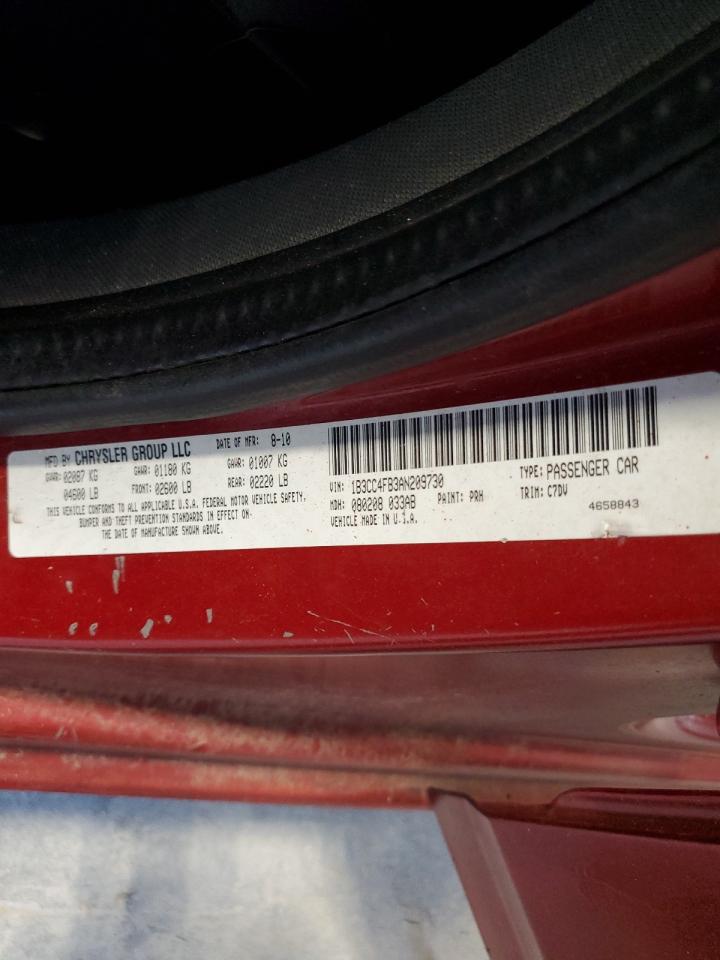 MFD BY CHRYSLER GROUP LLC DATE OF MFR: 8-10
GVWR: 02087 KG GAWR: 01180 KG GAWR: 01007 KG
04600 LB FRONT: 02600 LB REAR: 02220 LB
THIS VEHICLE CONFORMS TO ALL APPLICABLE U.S.A. FEDERAL MOTOR VEHICLE SAFETY,
BUMPER AND THEFT PREVENTION STANDARDS IN EFFECT ON
THE DATE OF MANUFACTURE SHOWN ABOVE.
VIN: 1B3CC4FB3AN209730 TYPE: PASSENGER CAR
MDH: 080208 033AB PAINT: PRH TRIM: C7DV
VEHICLE MADE IN U.S.A. 4658843